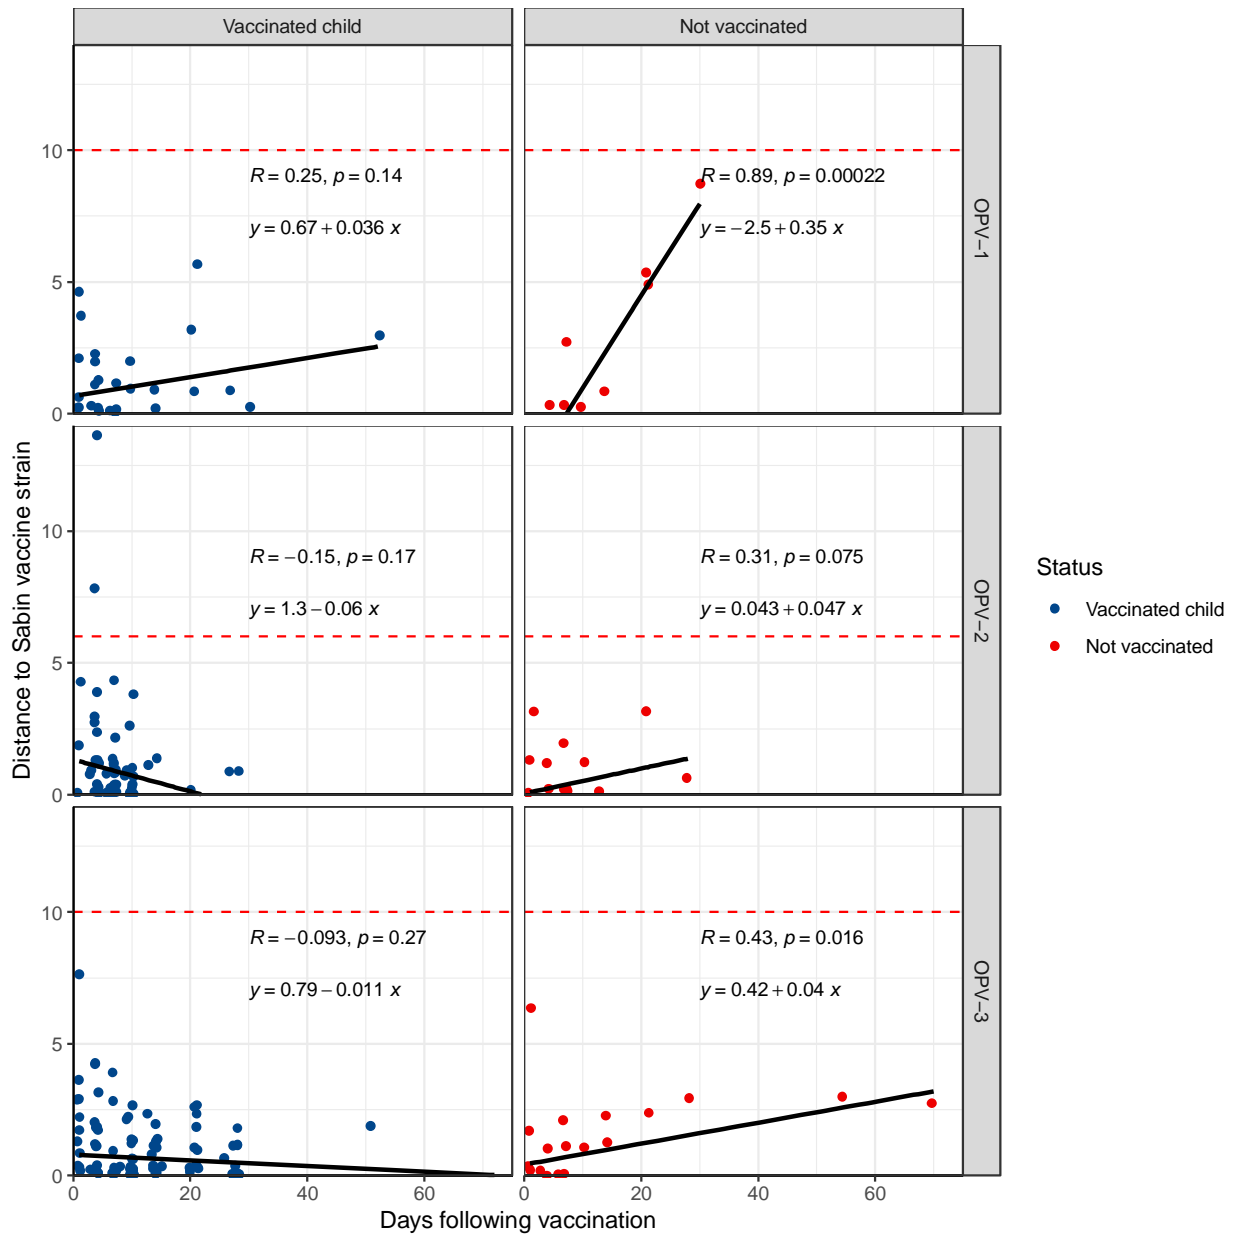 Vaccinated child
Not vaccinated
10
5
0
R = 0.25, p = 0.14
y = 0.67 + 0.036 x
R = 0.89, p = 0.00022
y = −2.5 + 0.35 x
OPV−1
10
5
0
R = −0.15, p = 0.17
y = 1.3 − 0.06 x
R = 0.31, p = 0.075
y = 0.043 + 0.047 x
OPV−2
10
5
0
R = −0.093, p = 0.27
y = 0.79 − 0.011 x
R = 0.43, p = 0.016
y = 0.42 + 0.04 x
OPV−3
0 20 40 60
0 20 40 60
Days following vaccination
Distance to Sabin vaccine strain
Status
Vaccinated child
Not vaccinated